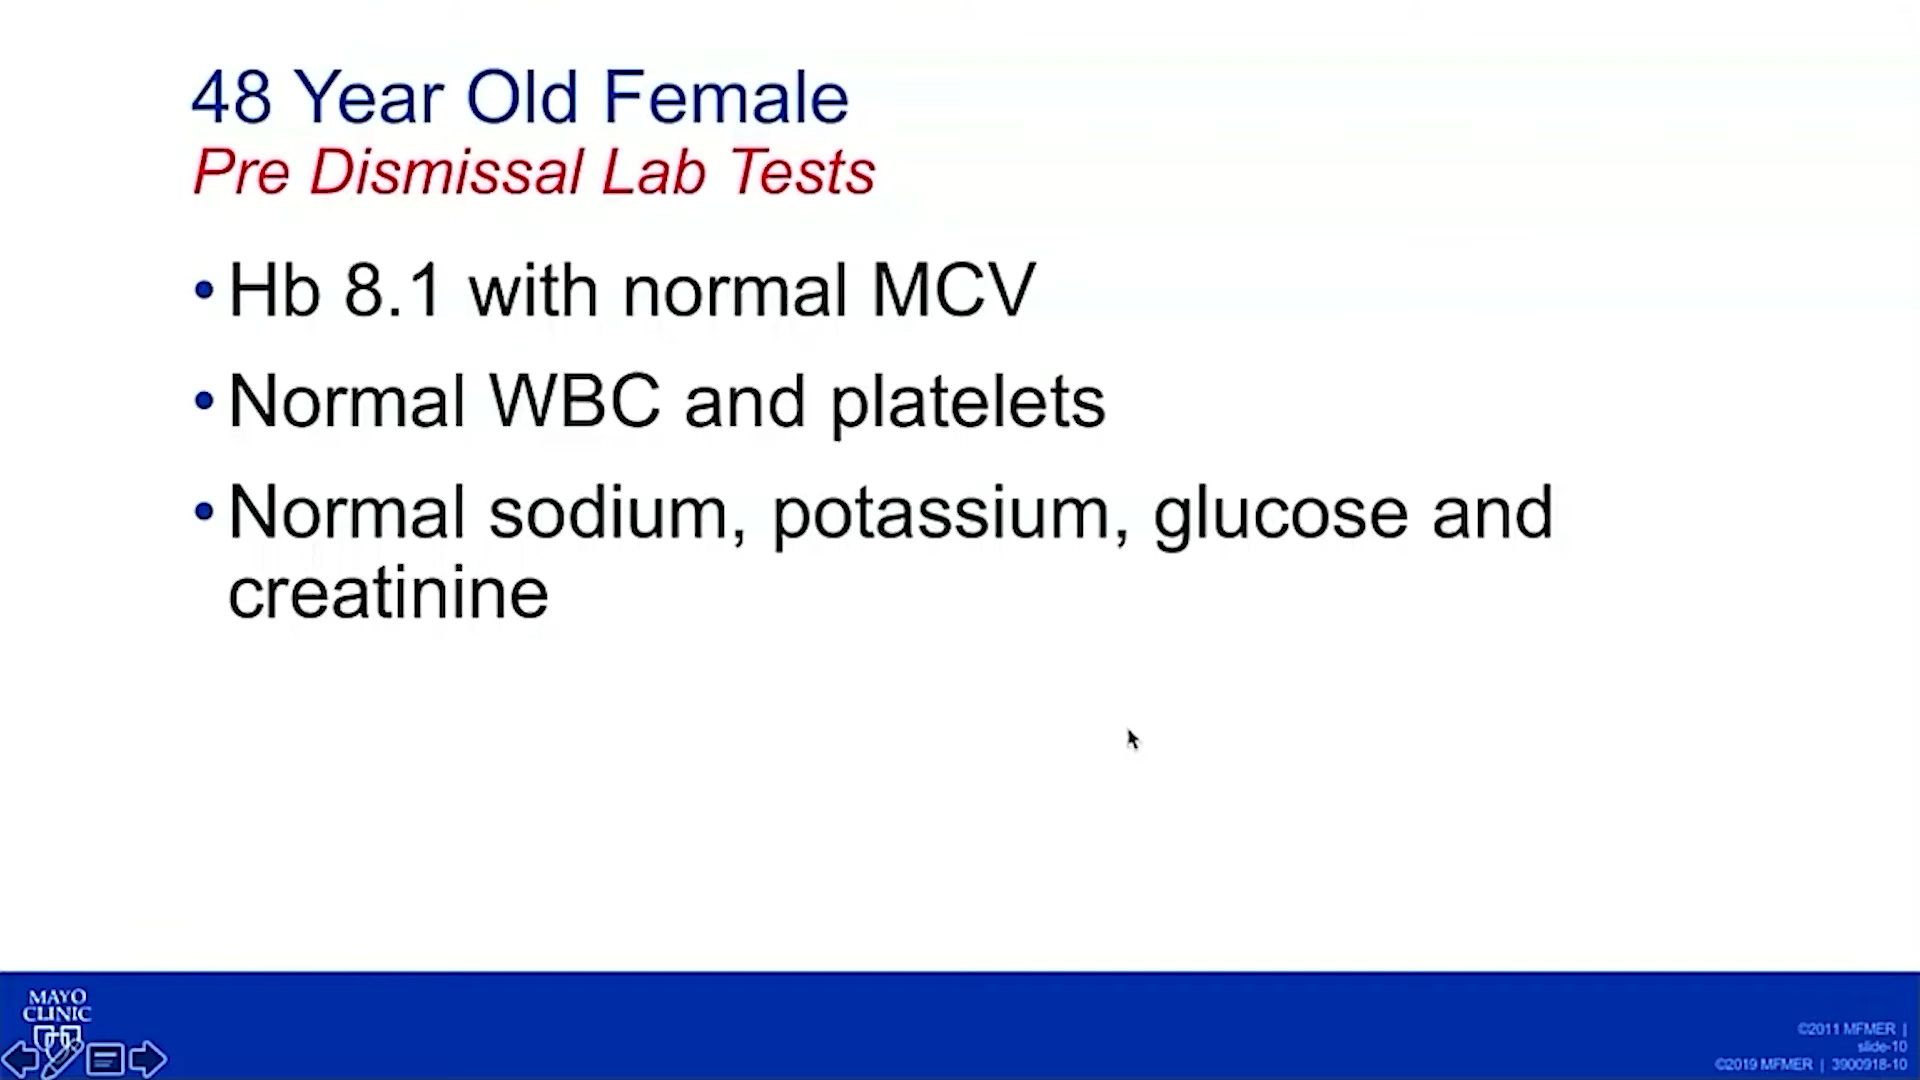 48 Year Old Female
Pre Dismissal Lab Tests
• Hb 8.1 with normal MCV
• Normal WBC and platelets
• Normal sodium, potassium, glucose and
creatinine
MAYO
CLINIC
©2011 MFMER |
slide-10
©2019 MFMER | 3900918-10